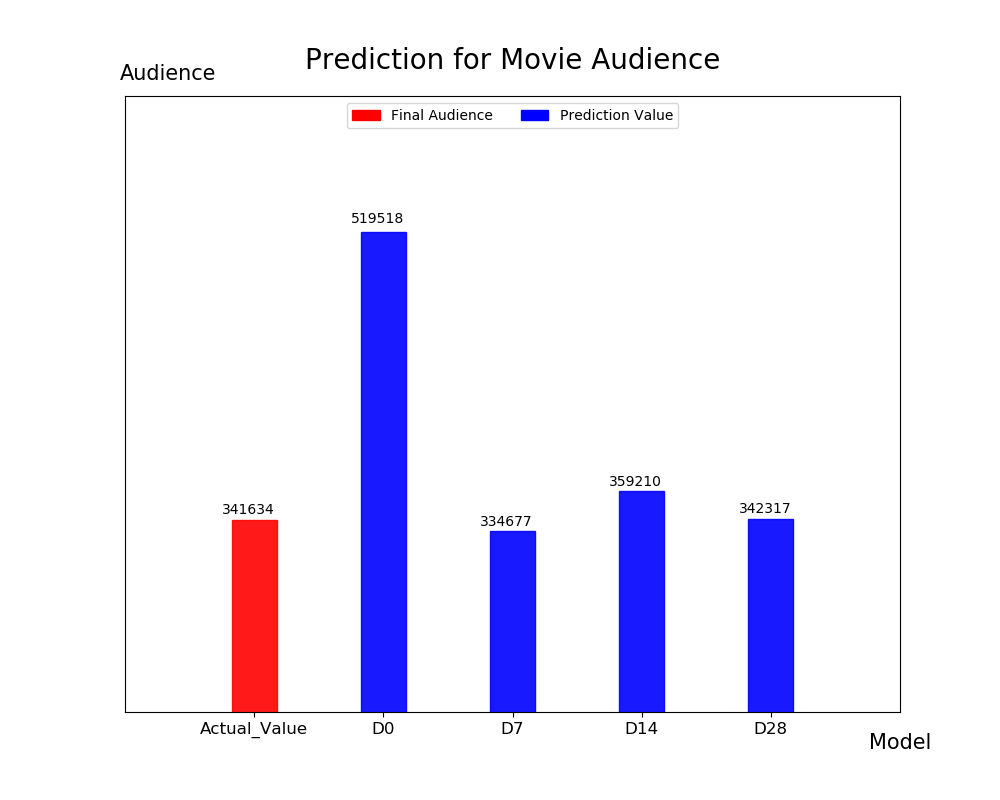 Prediction for Movie Audience
Audience
Final Audience
Prediction Value
519518
341634
334677
359210
342317
Actual_Value
D0
D7
D14
D28
Model